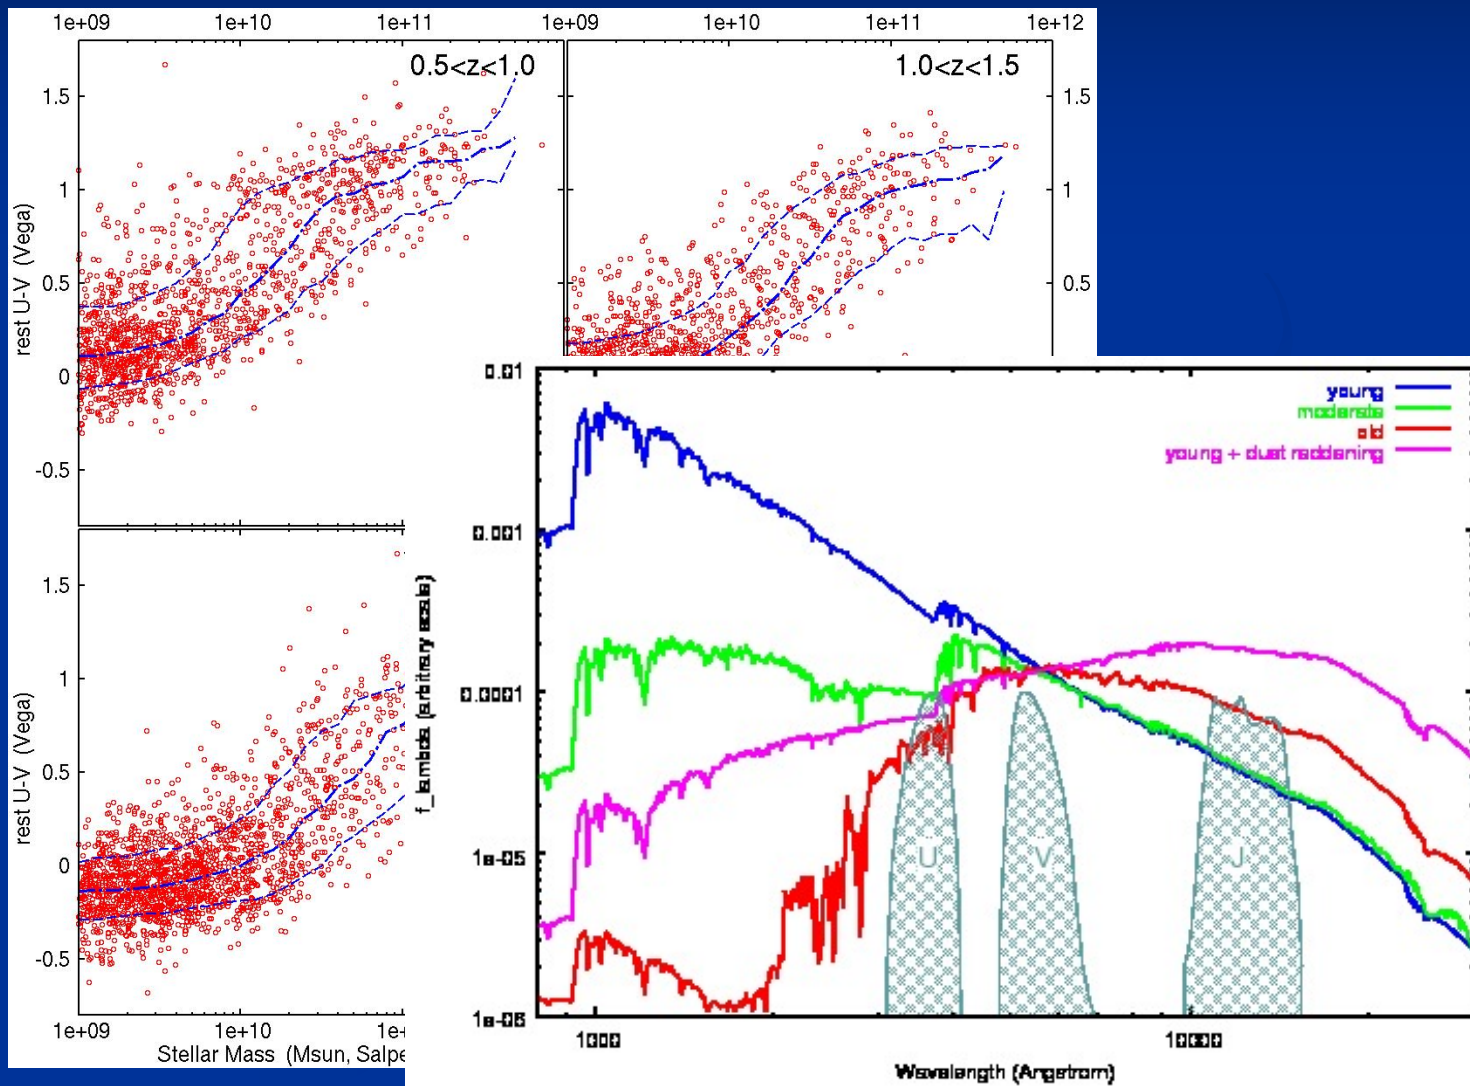 1e+09 1e+10 1e+11 1e+09 1e+10 1e+11 1e+12
0.5<z<1.0
1.0<z<1.5
1.5
1
0.5
0
-0.5
rest U-V (Vega)
1.5
1
0.5
1.5
1
0.5
0
-0.5
rest U-V (Vega)
1e+09 1e+10 1e+
Stellar Mass (Msun, Salpe
0.01
0.001
0.0001
1e-05
1e-06
f_lambda (arbitrary scale)
young
moderate
old
young + dust reddening
U V J
1000 10000
Wavelength (Angstrom)